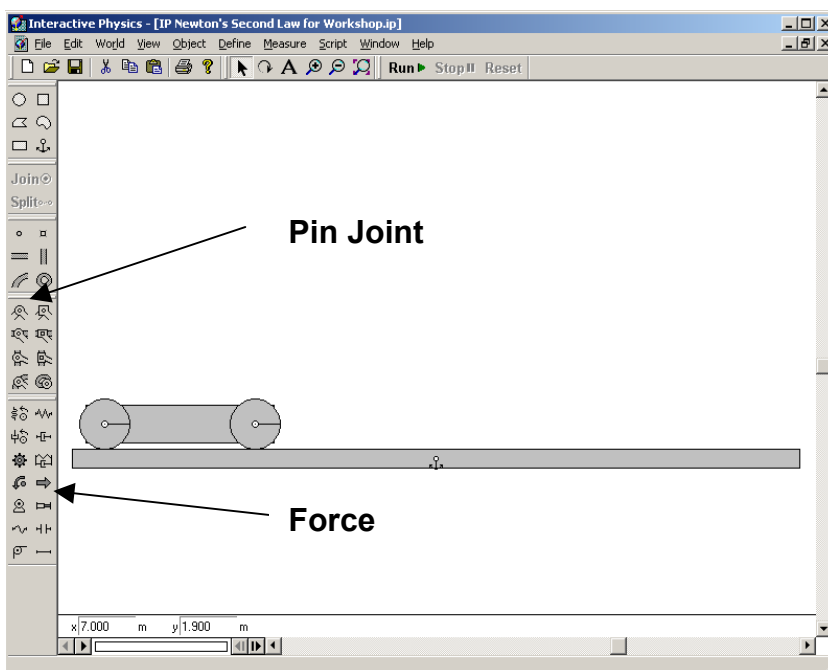 Interactive Physics - [IP Newton's Second Law for Workshop.ip]
File Edit World View Object Define Measure Script Window Help
A Run Stop Reset
Join
Split
Pin Joint
Force
x 7.000 m y 1.900 m